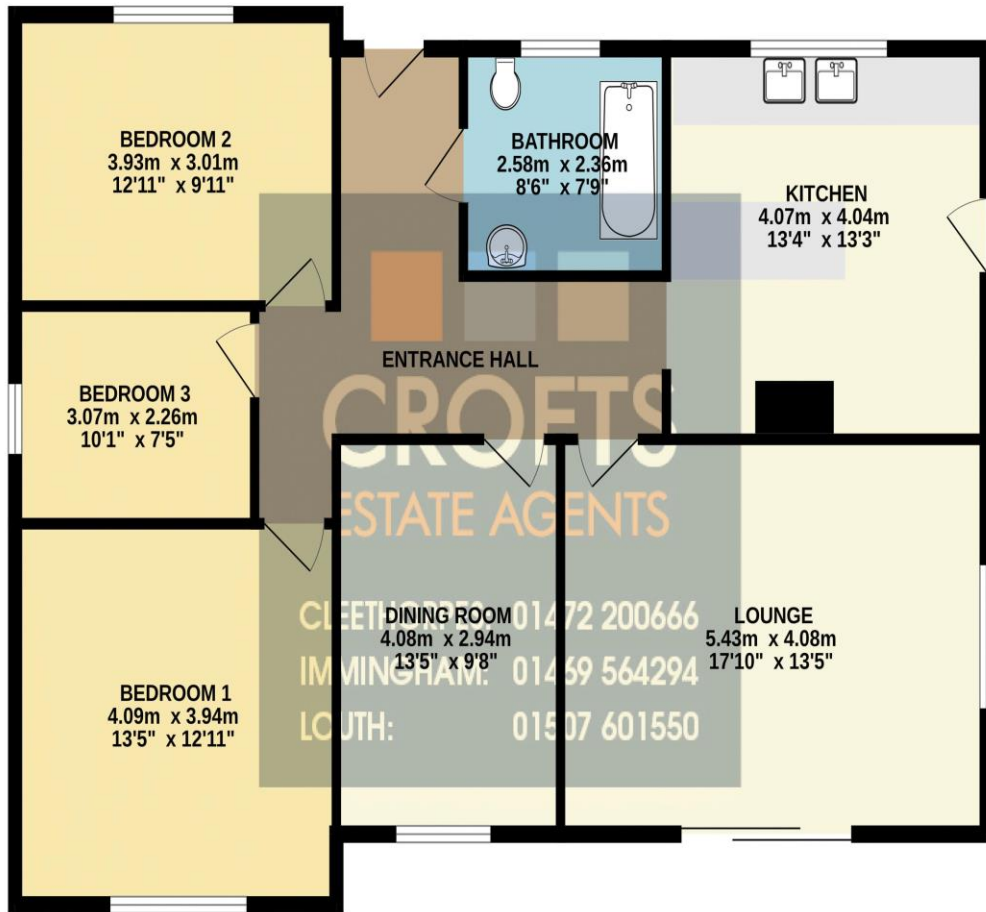 BEDROOM 2
3.93m x 3.01m
12'11" x 9'11"
BATHROOM
2.58m x 2.36m
8'6" x 7'9"
KITCHEN
4.07m x 4.04m
13'4" x 13'3"
ENTRANCE HALL
BEDROOM 3
3.07m x 2.26m
10'1" x 7'5"
CROFTS
ESTATE AGENTS
CLEETHORPES: 01472 200666
IMMINGHAM: 01469 564294
LOUTH: 01507 601550
DINING ROOM
4.08m x 2.94m
13'5" x 9'8"
LOUNGE
5.43m x 4.08m
17'10" x 13'5"
BEDROOM 1
4.09m x 3.94m
13'5" x 12'11"